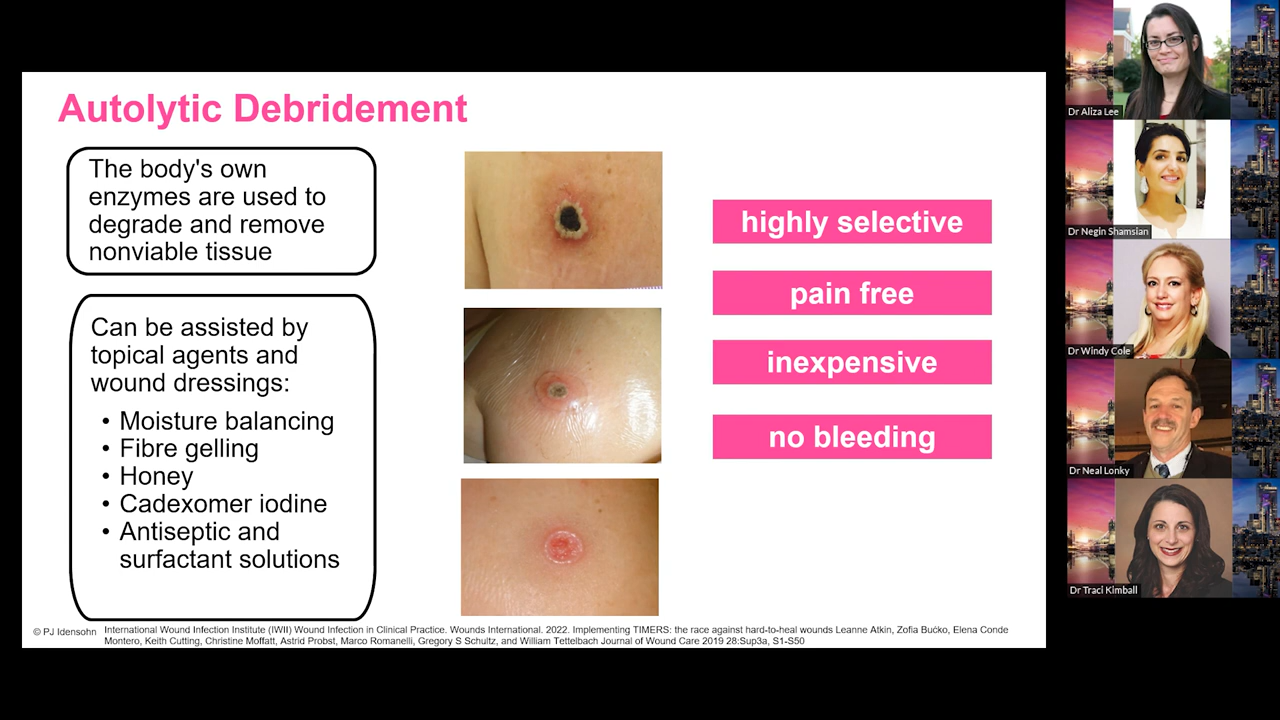 Autolytic Debridement
The body's own
enzymes are used to
degrade and remove
nonviable tissue
Can be assisted by
topical agents and
wound dressings:
• Moisture balancing
• Fibre gelling
• Honey
• Cadexomer iodine
• Antiseptic and
surfactant solutions
highly selective
pain free
inexpensive
no bleeding
© PJ Idensohn
International Wound Infection Institute (IWII) Wound Infection in Clinical Practice. Wounds International. 2022. Implementing TIMERS: the race against hard-to-heal wounds Leanne Atkin, Zofia Bućko, Elena Conde
Montero, Keith Cutting, Christine Moffatt, Astrid Probst, Marco Romanelli, Gregory S Schultz, and William Tettelbach Journal of Wound Care 2019 28:Sup3a, S1-S50
Dr Aliza Lee
Dr Negin Shamsian
Dr Windy Cole
Dr Neal Lonky
Dr Traci Kimball